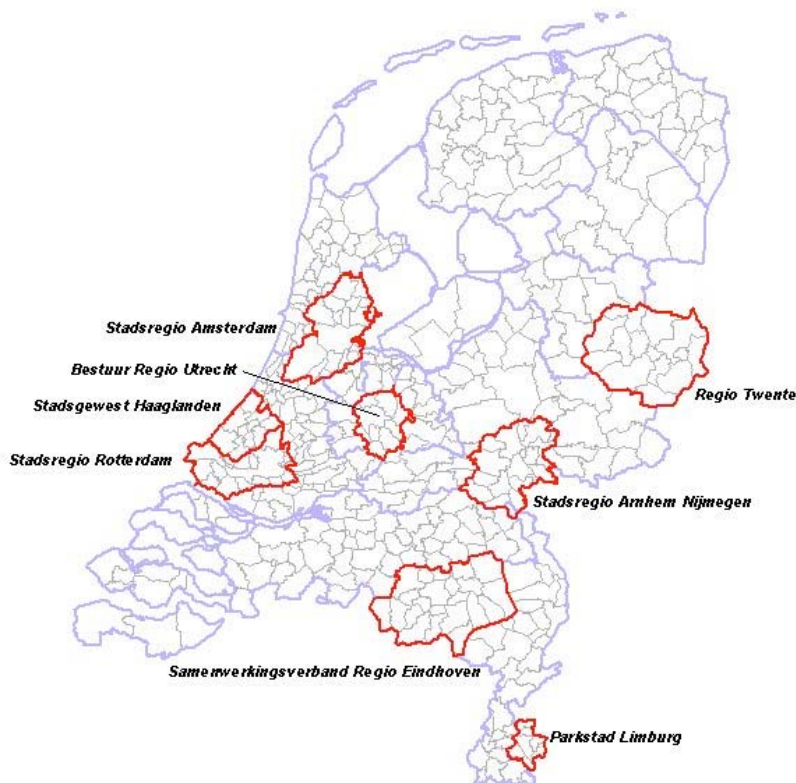 Stadsregio Amsterdam
Bestuur Regio Utrecht
Stadsgewest Haaglanden
Regio Twente
Stadsregio Rotterdam
Stadsregio Arnhem Nijmegen
Samenwerkingsverband Regio Eindhoven
Parkstad Limburg